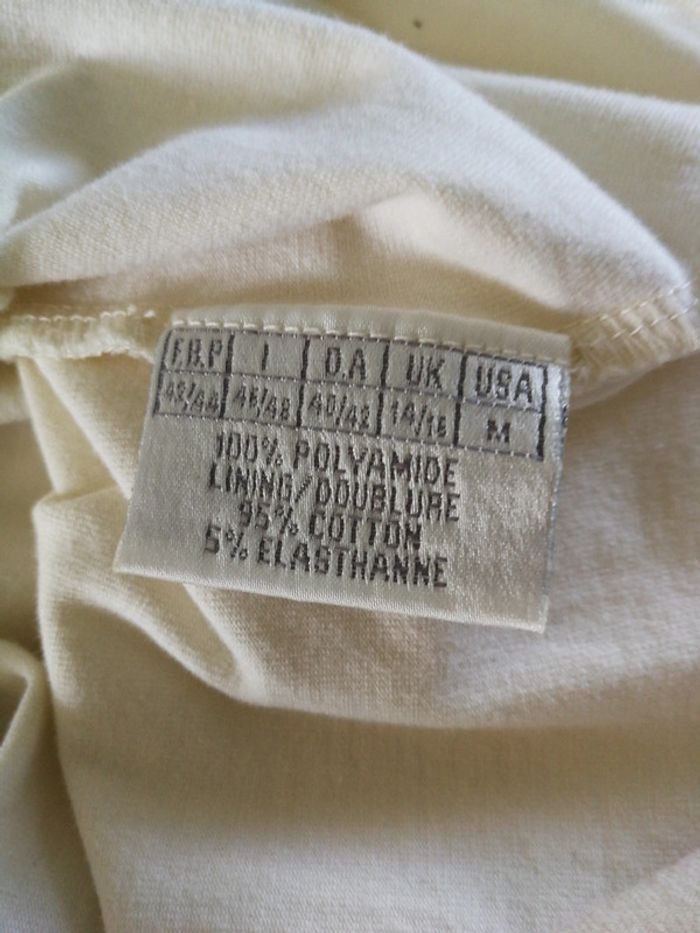 F.B.P I D.A UK USA
42/44 46/48 40/42 14/16 M
100% POLYAMIDE
LINING/DOUBLURE
95% COTTON
5% ELASTHANNE